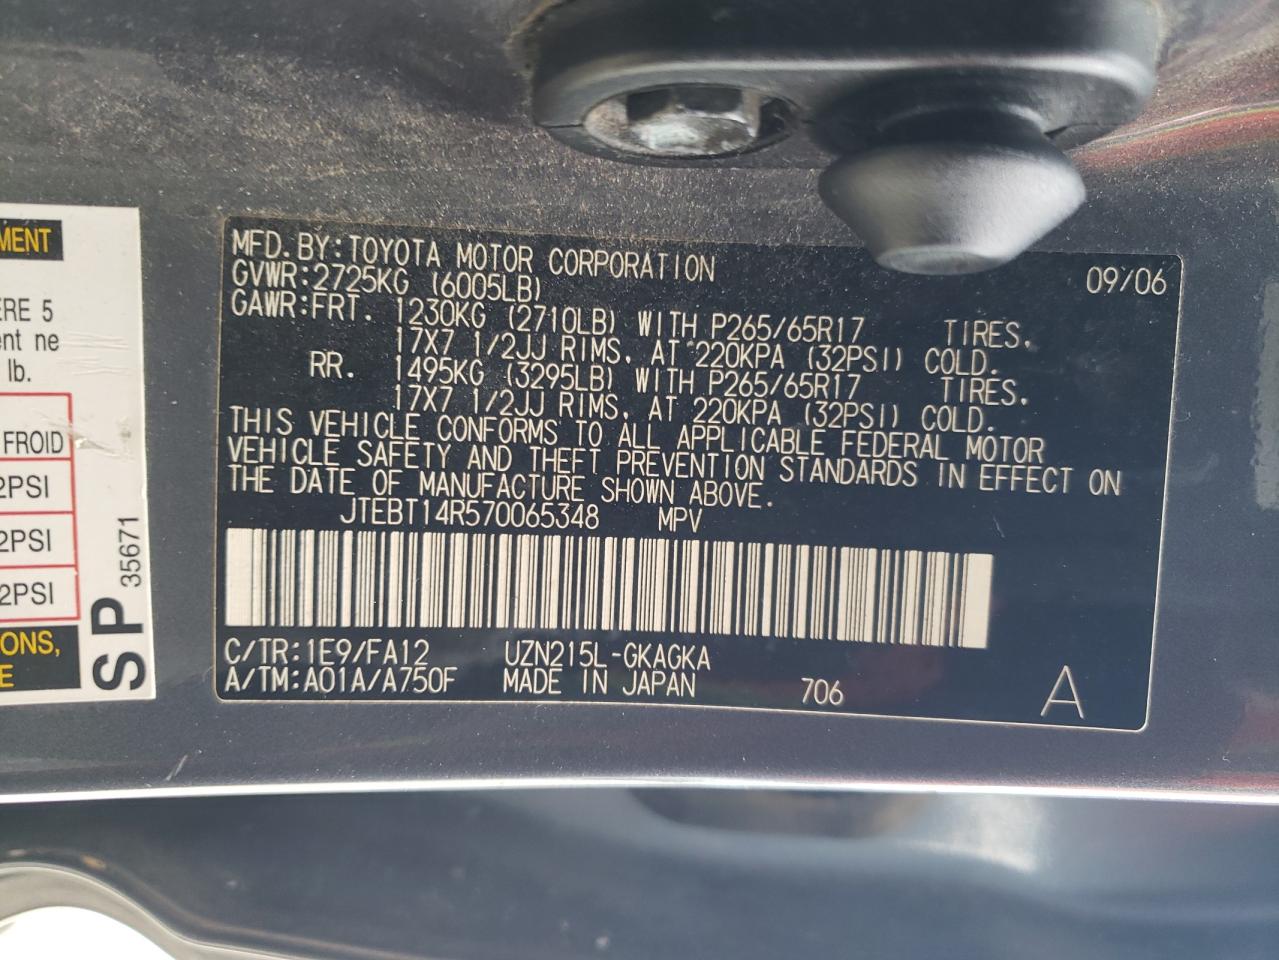 MENT
ERE 5
ent ne
lb.
FROID
2PSI
2PSI
2PSI
ONS,
E
SP 35671
MFD.BY:TOYOTA MOTOR CORPORATION 09/06
GVWR:2725KG (6005LB)
GAWR:FRT. 1230KG (2710LB) WITH P265/65R17 TIRES,
17X7 1/2JJ RIMS, AT 220KPA (32PSI) COLD.
RR. 1495KG (3295LB) WITH P265/65R17 TIRES,
17X7 1/2JJ RIMS, AT 220KPA (32PSI) COLD.
THIS VEHICLE CONFORMS TO ALL APPLICABLE FEDERAL MOTOR
VEHICLE SAFETY AND THEFT PREVENTION STANDARDS IN EFFECT ON
THE DATE OF MANUFACTURE SHOWN ABOVE.
JTEBT14R570065348 MPV
C/TR:1E9/FA12 UZN215L-GKAGKA
A/TM:A01A/A750F MADE IN JAPAN 706 A